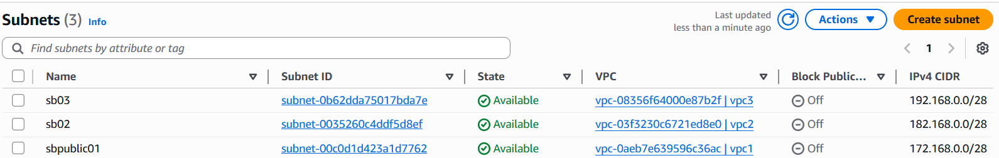 Subnets (3) Info
Last updated
less than a minute ago
Actions
Create subnet
Find subnets by attribute or tag
1
Name Subnet ID State VPC Block Public... IPv4 CIDR
sb03 subnet-0b62dda75017bda7e Available vpc-08356f64000e87b2f | vpc3 Off 192.168.0.0/28
sb02 subnet-0035260c4ddf5d8ef Available vpc-03f3230c6721ed8e0 | vpc2 Off 182.168.0.0/28
sbpublic01 subnet-00c0d1d423a1d7762 Available vpc-0aeb7e639596c36ac | vpc1 Off 172.168.0.0/28